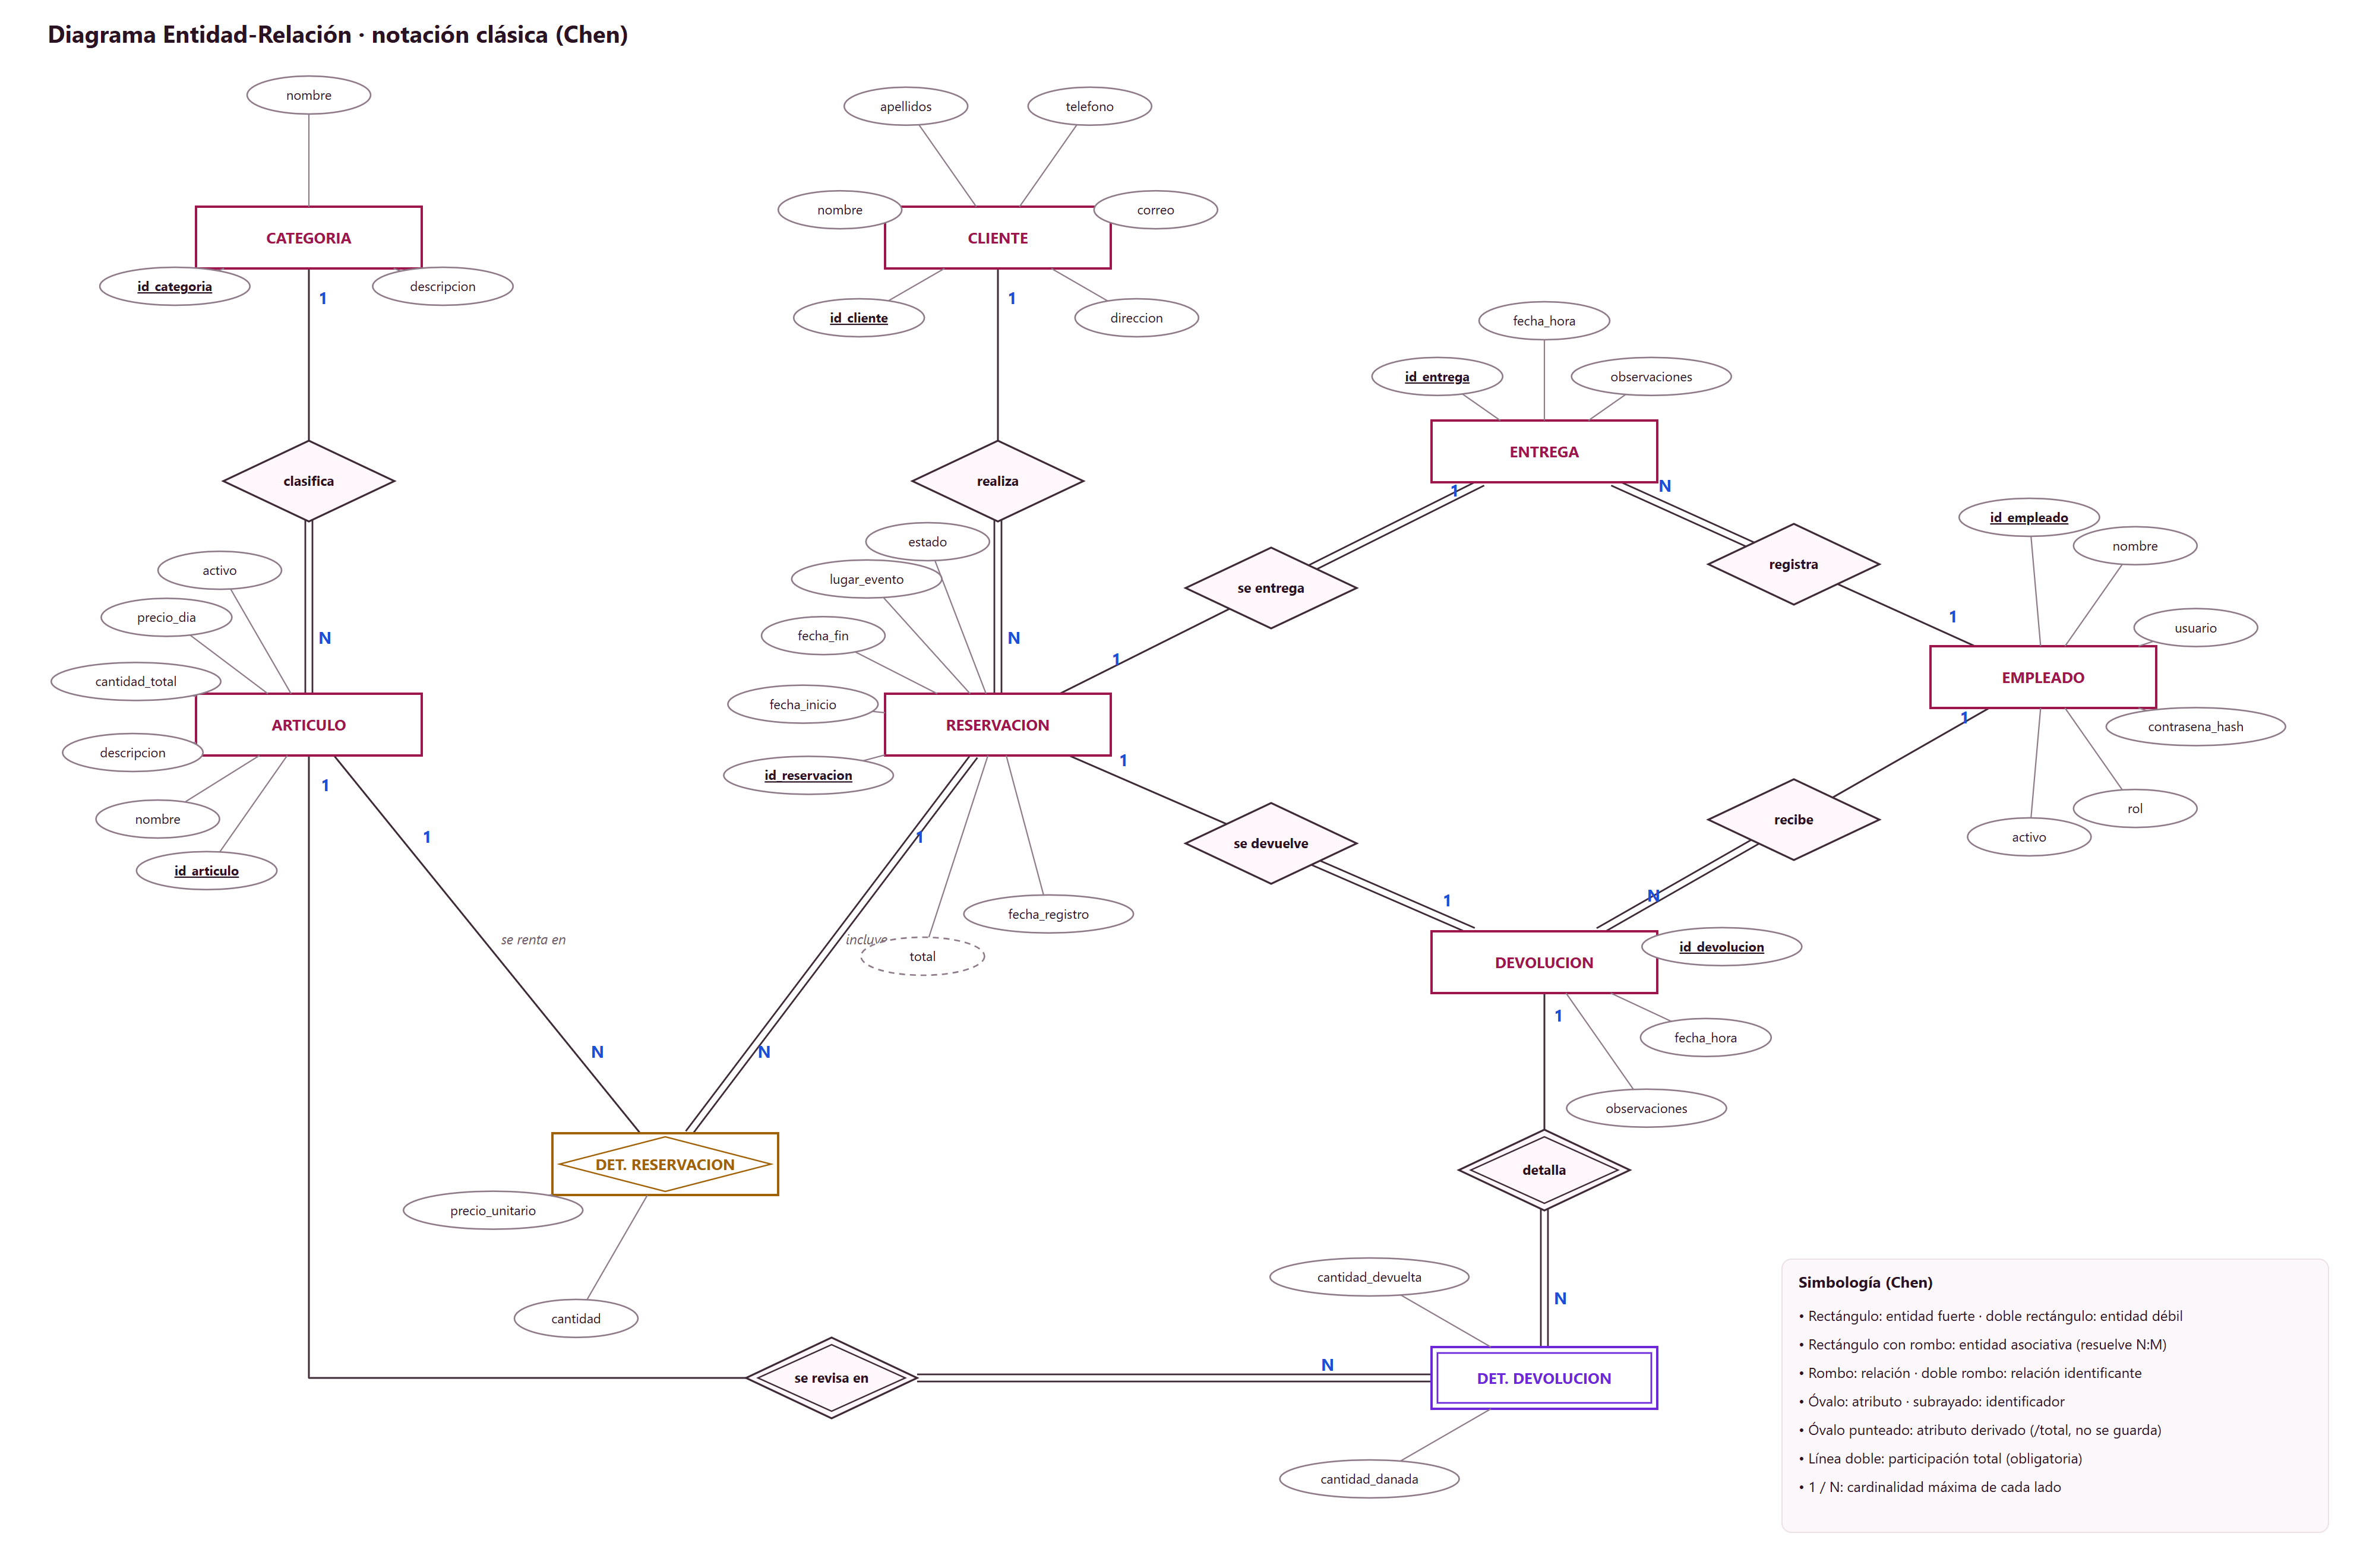 Diagrama Entidad-Relación · notación clásica (Chen)
nombre
apellidos
telefono
nombre
correo
CATEGORIA
CLIENTE
id_categoria
descripcion
1
1
id_cliente
direccion
fecha_hora
id_entrega
observaciones
ENTREGA
clasifica
realiza
1
N
id_empleado
estado
nombre
activo
lugar_evento
se entrega
registra
precio_dia
fecha_fin
N
N
1
1
usuario
cantidad_total
fecha_inicio
EMPLEADO
ARTICULO
RESERVACION
1
contrasena_hash
descripcion
id_reservacion
1
1
nombre
1
1
se devuelve
recibe
rol
activo
id_articulo
1
N
fecha_registro
se renta en
incluye
total
DEVOLUCION
id_devolucion
1
fecha_hora
N
N
observaciones
DET. RESERVACION
detalla
precio_unitario
cantidad
cantidad_devuelta
N
se revisa en
N
DET. DEVOLUCION
cantidad_danada
Simbología (Chen)
• Rectángulo: entidad fuerte · doble rectángulo: entidad débil
• Rectángulo con rombo: entidad asociativa (resuelve N:M)
• Rombo: relación · doble rombo: relación identificante
• Óvalo: atributo · subrayado: identificador
• Óvalo punteado: atributo derivado (/total, no se guarda)
• Línea doble: participación total (obligatoria)
• 1 / N: cardinalidad máxima de cada lado